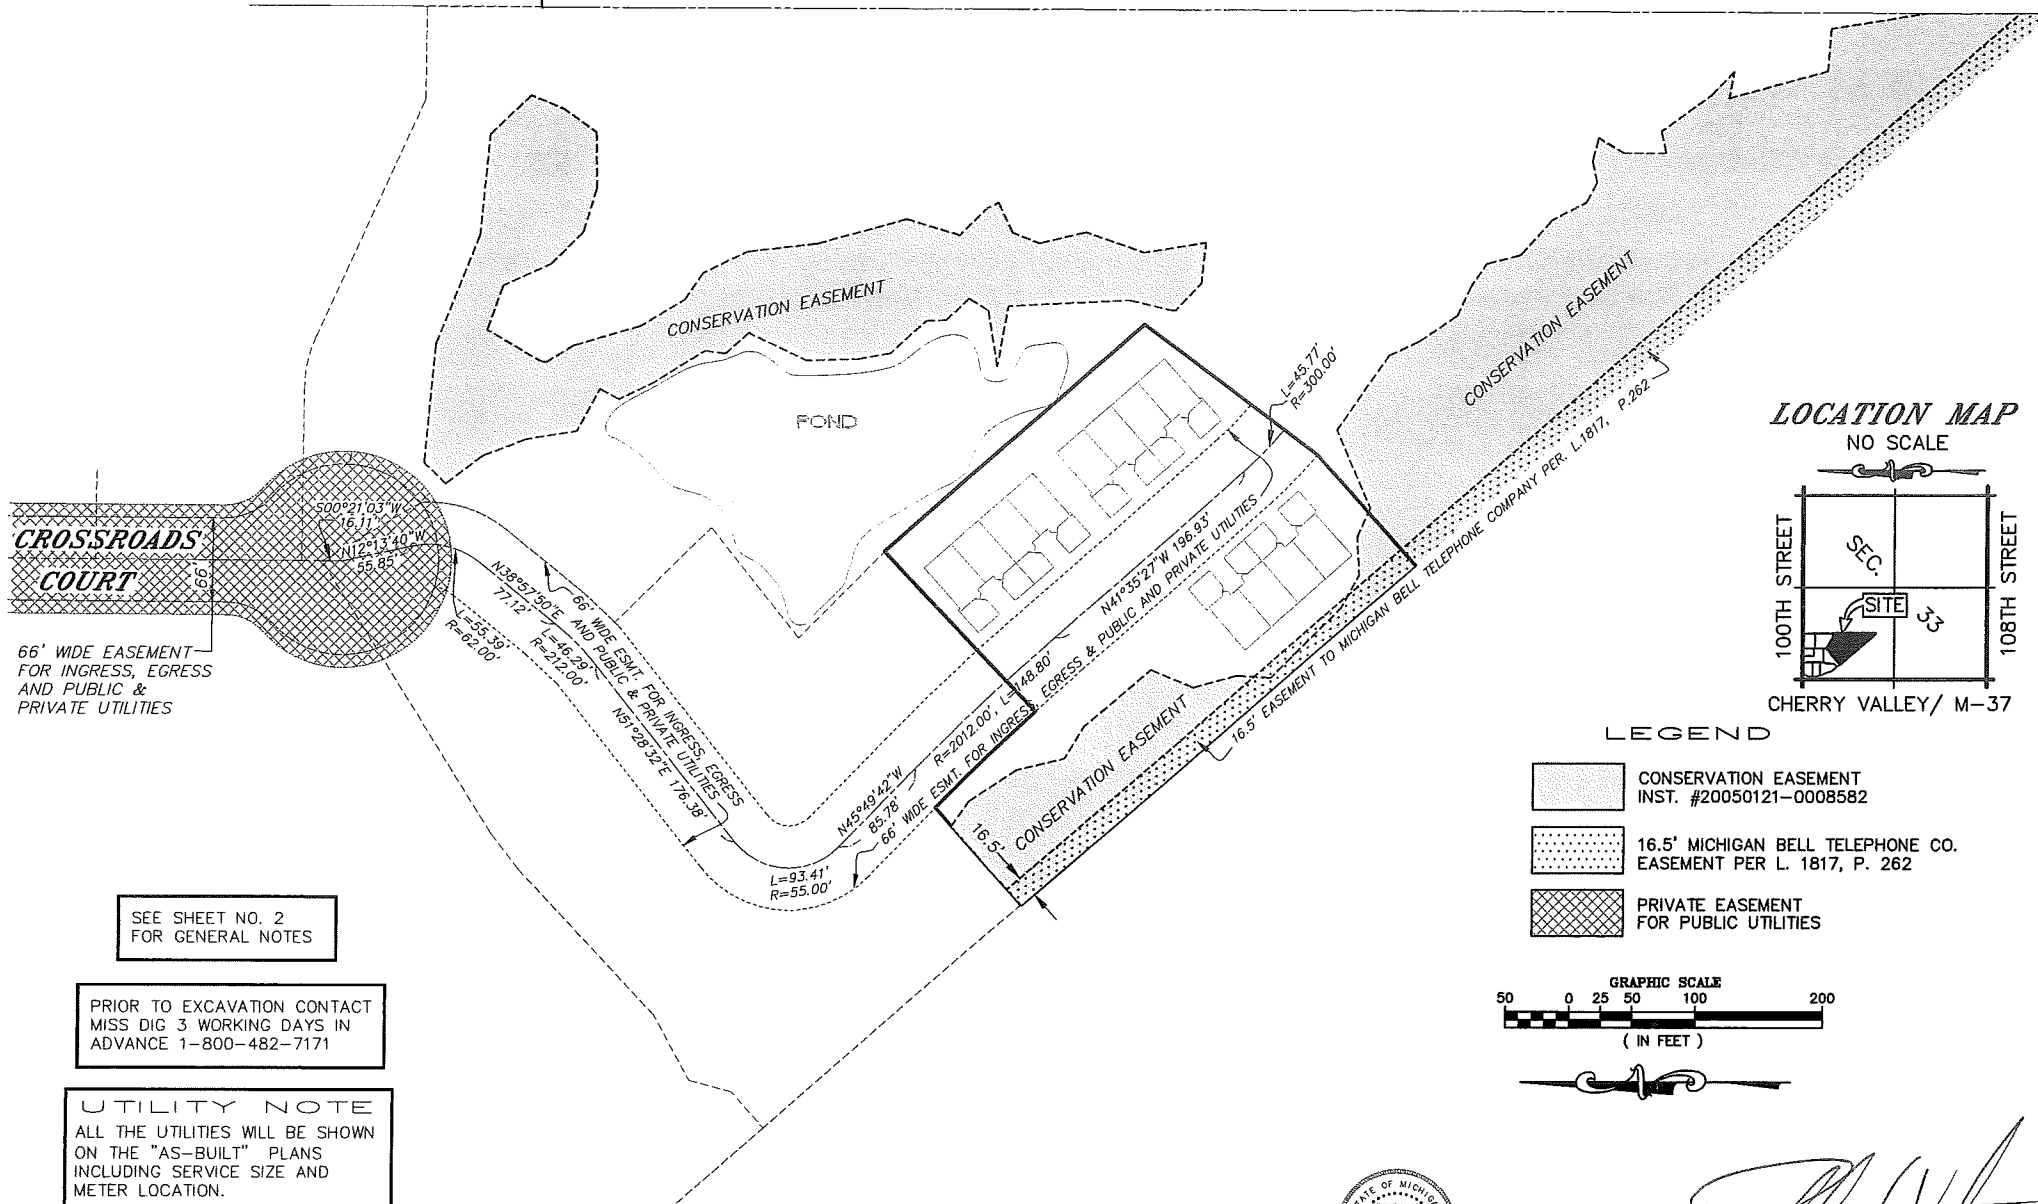 CONSERVATION EASEMENT
POND
CONSERVATION EASEMENT
L=45.77'
R=300.00'
16.5' EASEMENT TO MICHIGAN BELL TELEPHONE COMPANY PER. L.1817, P.262
CROSSROADS
COURT
66'
S00°21'03"W
16.11'
N12°13'40"W
55.85'
66' WIDE EASEMENT
FOR INGRESS, EGRESS
AND PUBLIC &
PRIVATE UTILITIES
L=55.39'
R=62.00'
N38°57'50"E
77.12'
L=46.29'
R=212.00'
N51°28'32"E 176.38'
66' WIDE ESMT. FOR INGRESS, EGRESS
AND PUBLIC & PRIVATE UTILITIES
L=93.41'
R=55.00'
N45°49'42"W
85.78'
R=2012.00', L=148.80'
N41°35'27"W 196.93'
66' WIDE ESMT. FOR INGRESS, EGRESS & PUBLIC AND PRIVATE UTILITIES
CONSERVATION EASEMENT
16.5'
LOCATION MAP
NO SCALE
100TH STREET
SEC.
33
SITE
108TH STREET
CHERRY VALLEY/ M-37
LEGEND
CONSERVATION EASEMENT
INST. #20050121-0008582
16.5' MICHIGAN BELL TELEPHONE CO.
EASEMENT PER L. 1817, P. 262
PRIVATE EASEMENT
FOR PUBLIC UTILITIES
GRAPHIC SCALE
50 0 25 50 100 200
( IN FEET )
SEE SHEET NO. 2
FOR GENERAL NOTES
PRIOR TO EXCAVATION CONTACT
MISS DIG 3 WORKING DAYS IN
ADVANCE 1-800-482-7171
UTILITY NOTE
ALL THE UTILITIES WILL BE SHOWN
ON THE "AS-BUILT" PLANS
INCLUDING SERVICE SIZE AND
METER LOCATION.
STATE OF MICHIGAN